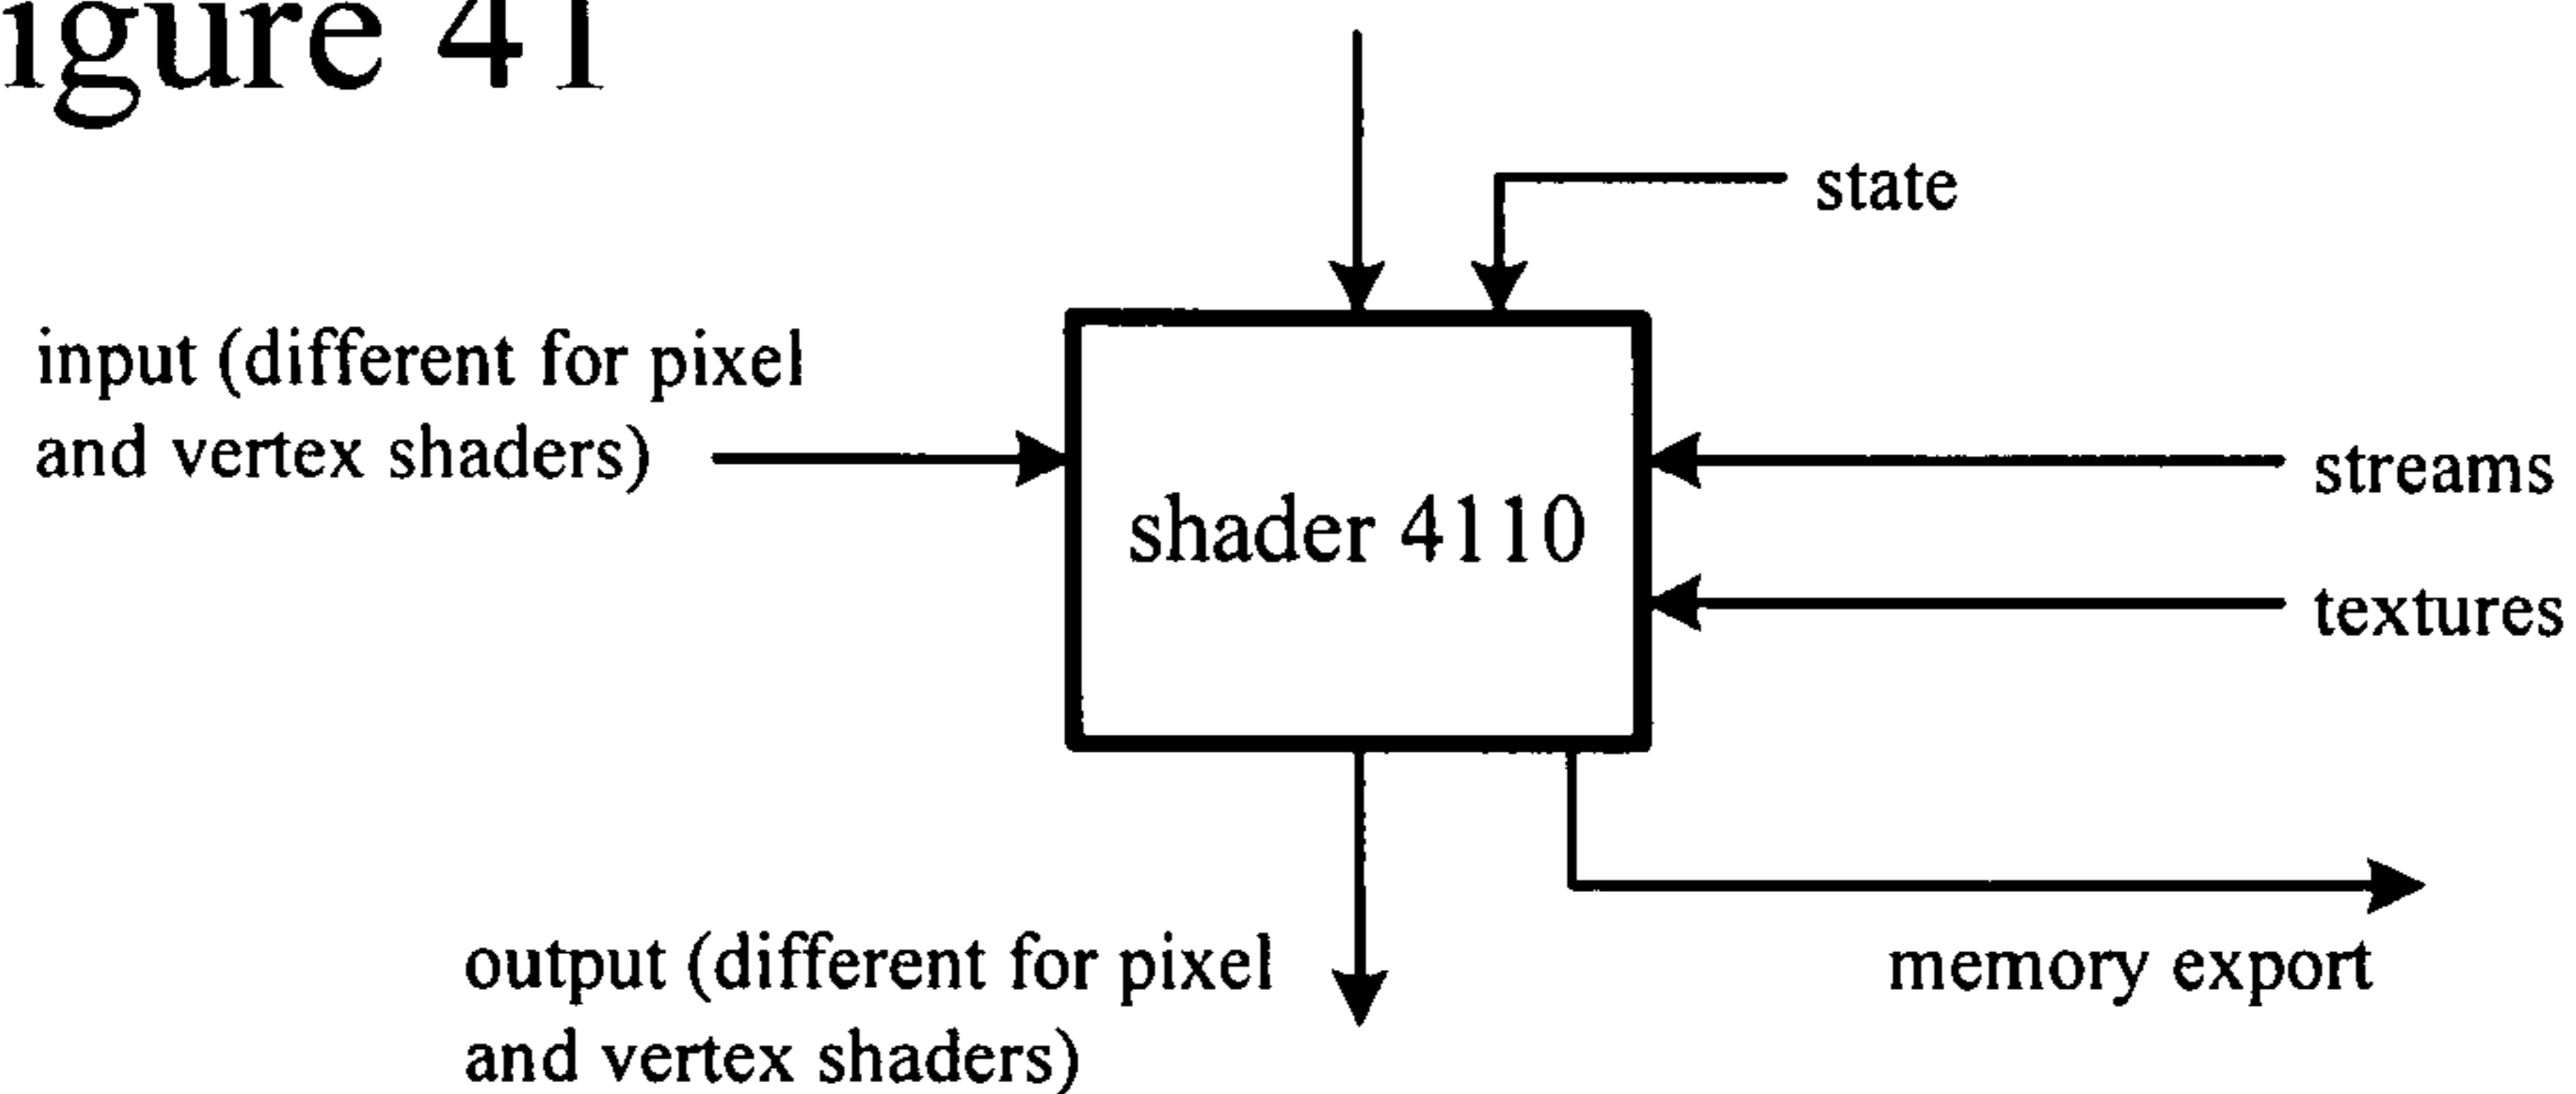 igure 41
state
input (different for pixel
and vertex shaders)
streams
shader 4110
textures
output (different for pixel
and vertex shaders)
memory export